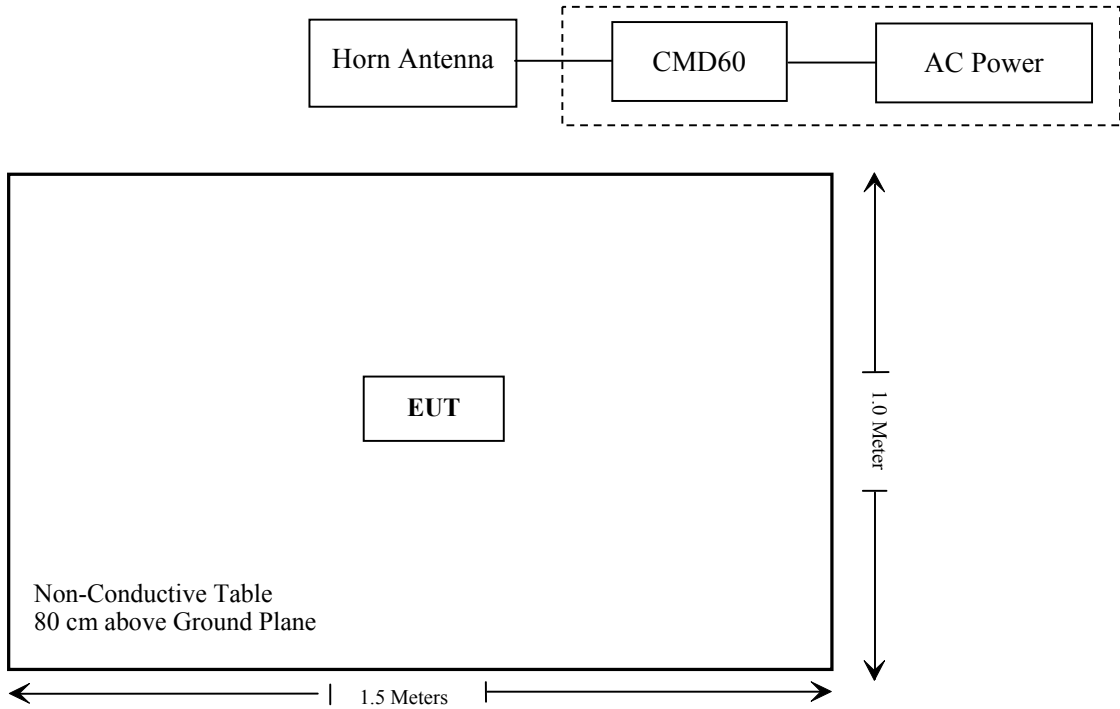 Horn Antenna
CMD60
AC Power
EUT
1.0 Meter
Non-Conductive Table
80 cm above Ground Plane
1.5 Meters